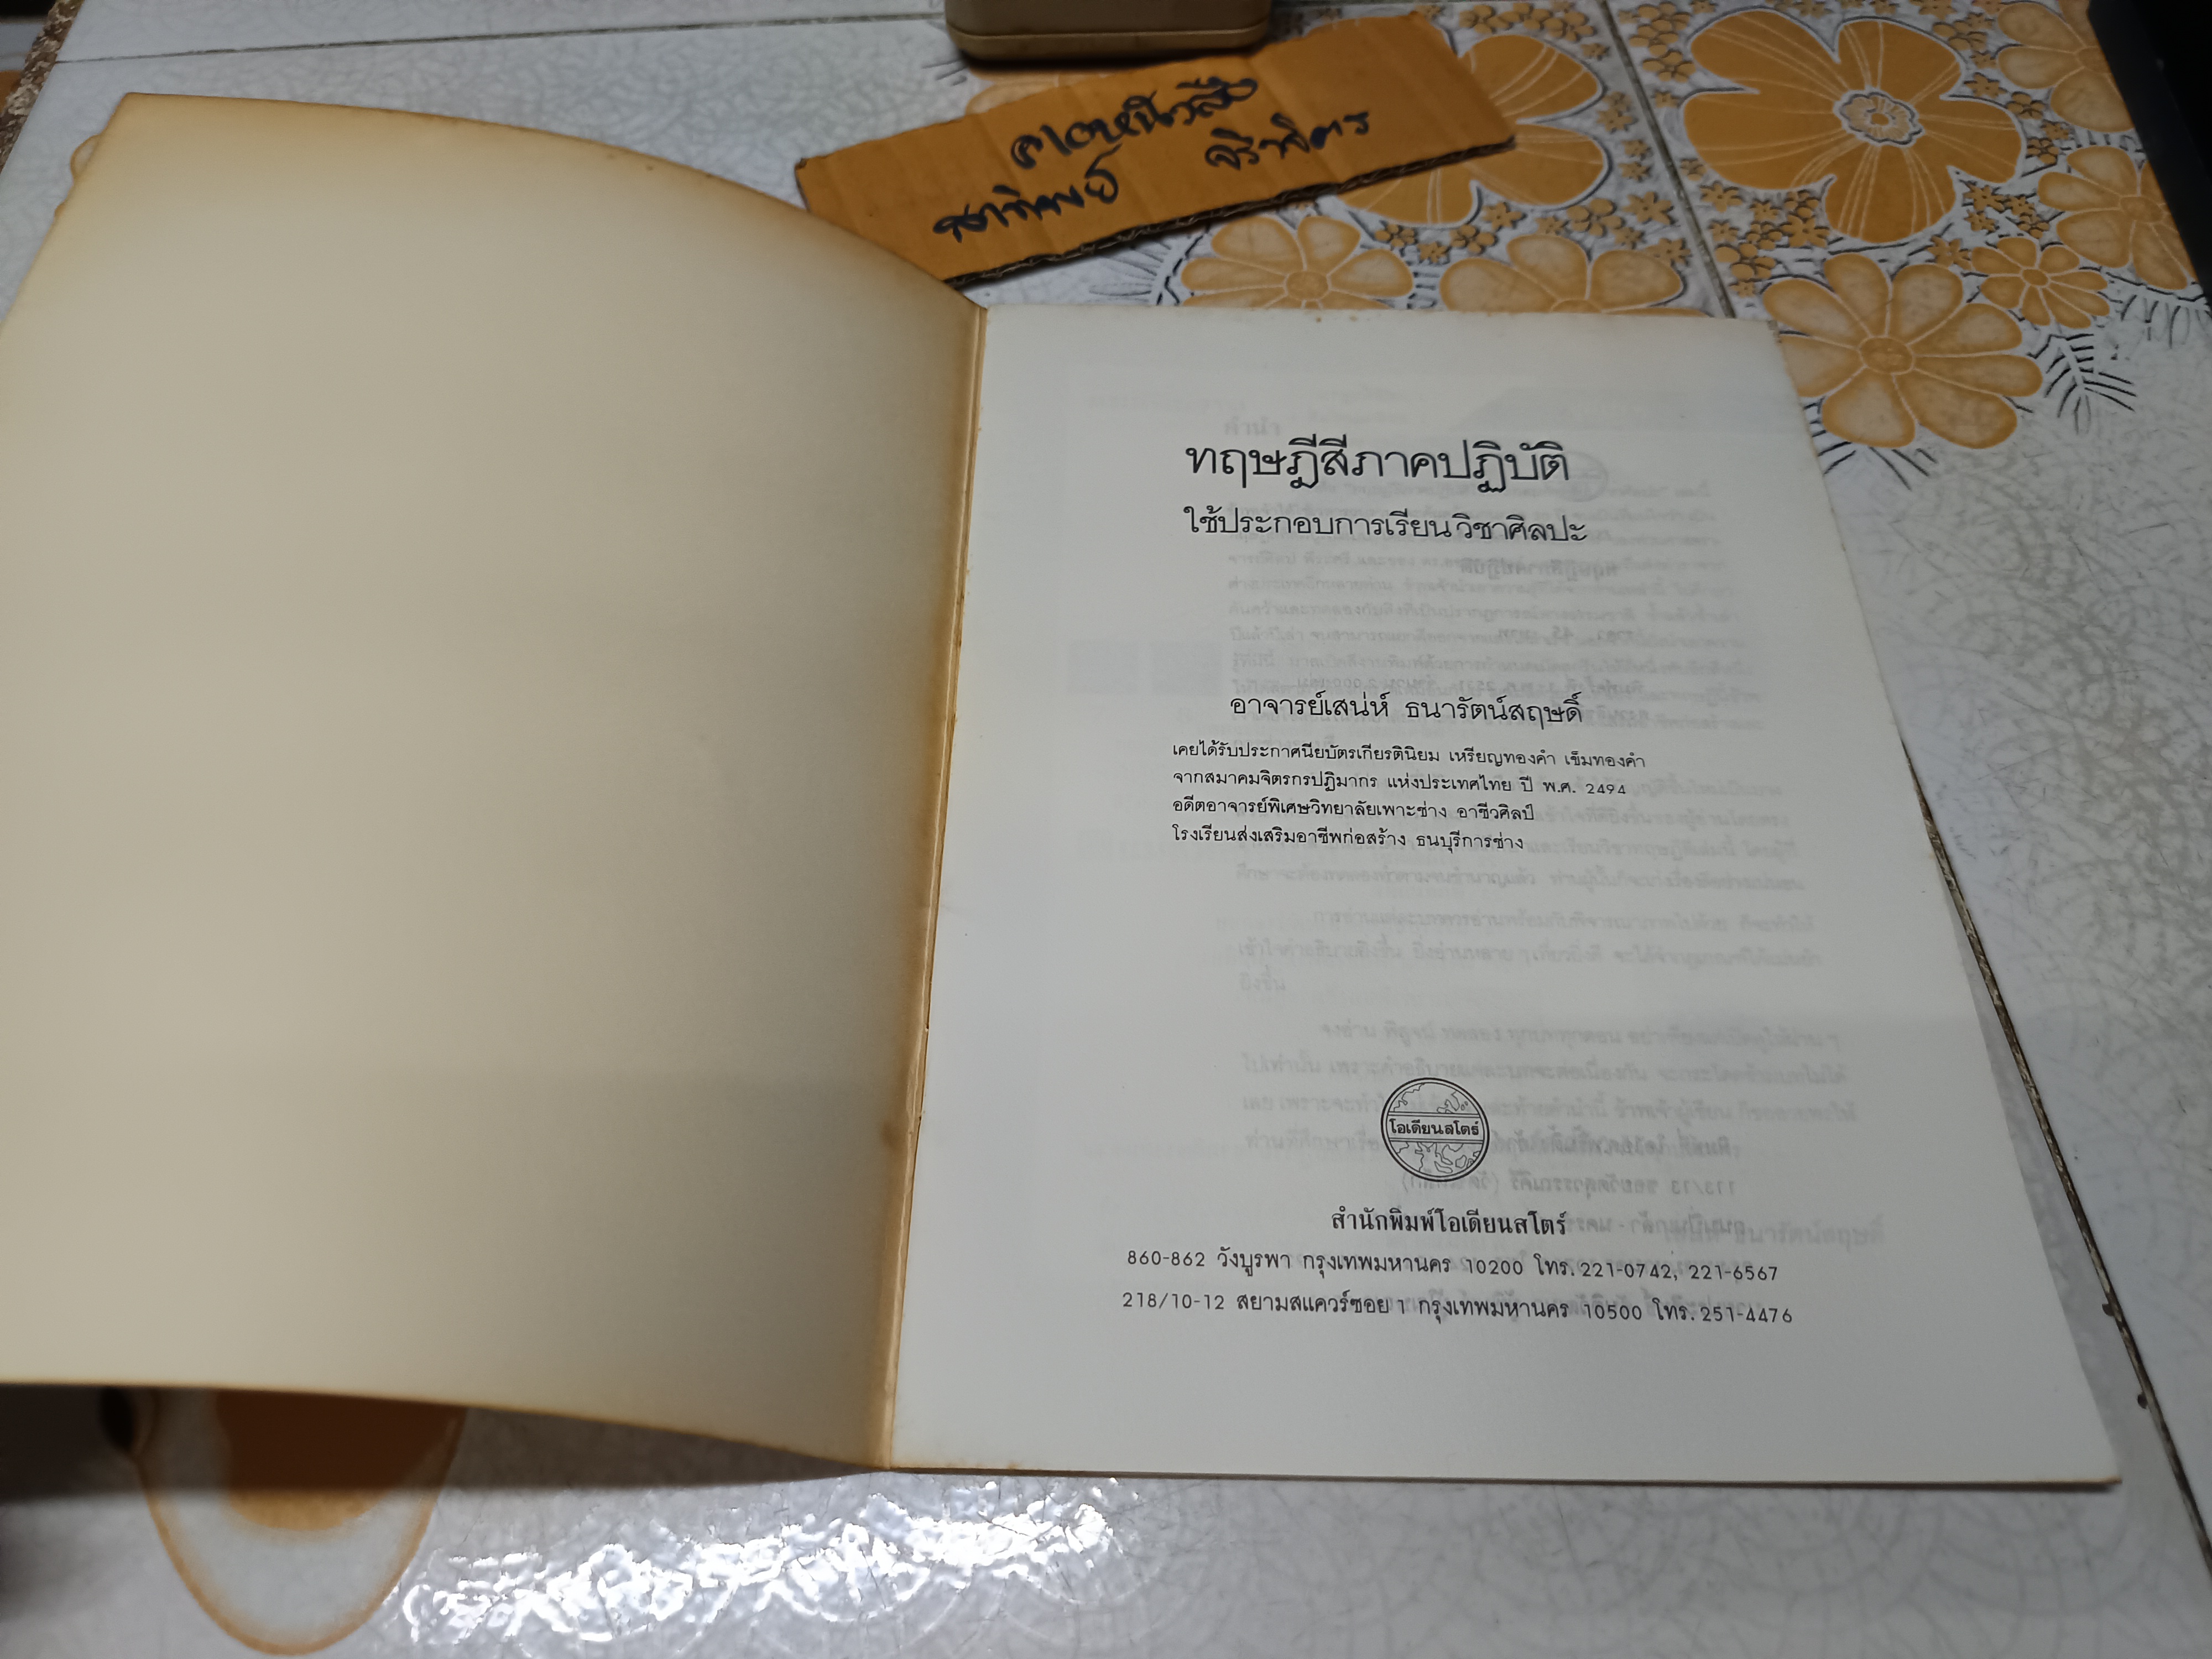 สาทิพย์ จิราพิตร
ทฤษฎีสีภาคปฏิบัติ
ใช้ประกอบการเรียนวิชาศิลปะ
อาจารย์เสน่ห์ ธนารัตน์สฤษดิ์
เคยได้รับประกาศนียบัตรเกียรตินิยม เหรียญทองคำ เข็มทองคำ
จากสมาคมจิตรกรปฏิมากร แห่งประเทศไทย ปี พ.ศ. 2494
อดีตอาจารย์พิเศษวิทยาลัยเพาะช่าง อาชีวศิลป์
โรงเรียนส่งเสริมอาชีพก่อสร้าง ธนบุรีการช่าง
โอเดียนสโตร์
สำนักพิมพ์โอเดียนสโตร์
860-862 วังบูรพา กรุงเทพมหานคร 10200 โทร. 221-0742, 221-6567
218/10-12 สยามสแควร์ซอย 1 กรุงเทพมหานคร 10500 โทร. 251-4476